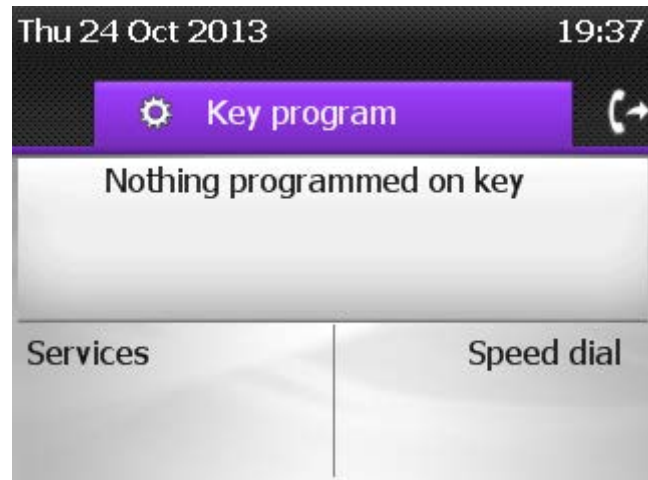 Thu 24 Oct 2013 19:37
Key program
Nothing programmed on key
Services Speed dial